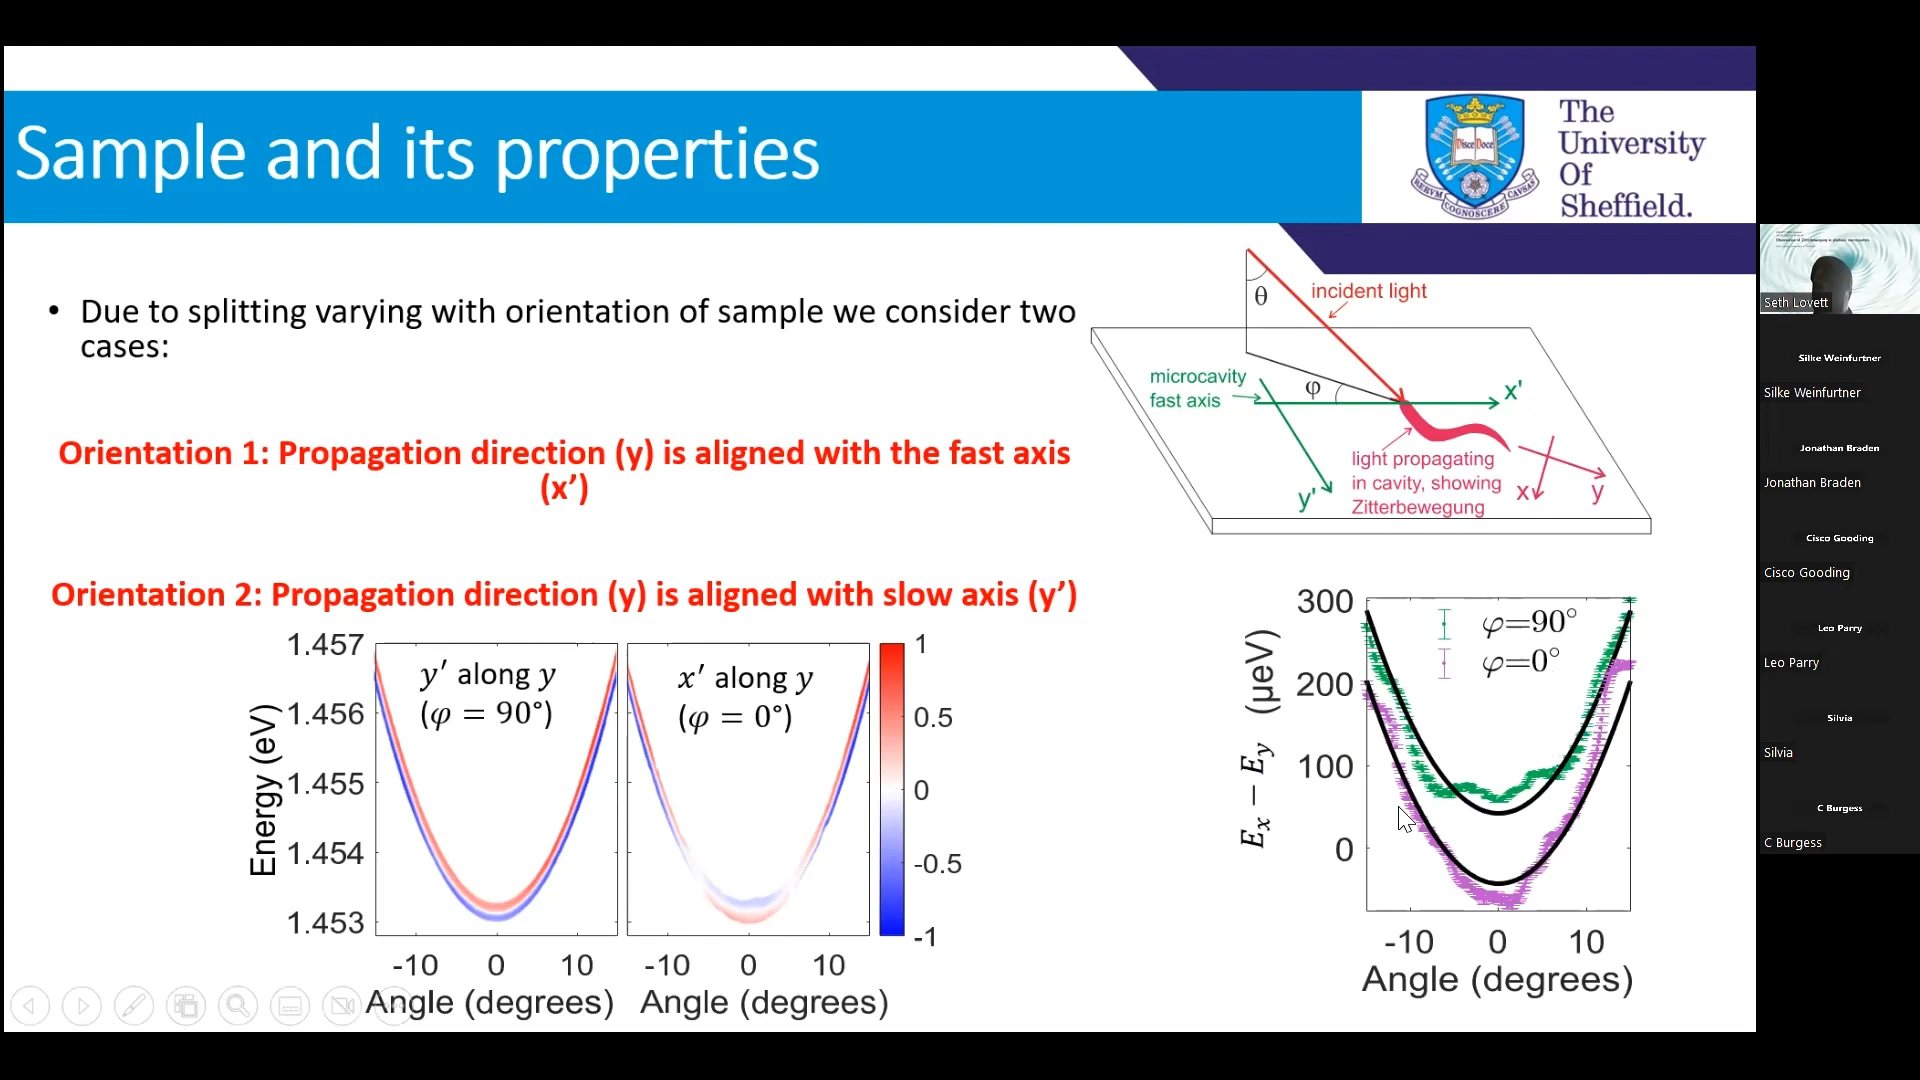 Sample and its properties
The
University
Of
Sheffield.
• Due to splitting varying with orientation of sample we consider two
cases:
Orientation 1: Propagation direction (y) is aligned with the fast axis
(x’)
Orientation 2: Propagation direction (y) is aligned with slow axis (y’)
θ
incident light
microcavity
fast axis
φ
x'
y'
light propagating
in cavity, showing
Zitterbewegung
x
y
Energy (eV)
1.457
1.456
1.455
1.454
1.453
y′ along y
(φ = 90°)
x′ along y
(φ = 0°)
1
0.5
0
-0.5
-1
-10 0 10
-10 0 10
Angle (degrees)
Angle (degrees)
E_x − E_y (μeV)
300
200
100
0
φ=90°
φ=0°
-10 0 10
Angle (degrees)
Seth Lovett
Silke Weinfurtner
Silke Weinfurtner
Jonathan Braden
Jonathan Braden
Cisco Gooding
Cisco Gooding
Leo Parry
Leo Parry
Silvia
Silvia
C Burgess
C Burgess